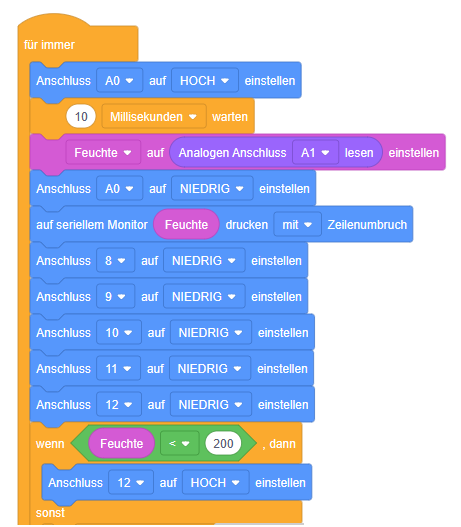 für immer
Anschluss A0 auf HOCH einstellen
10 Millisekunden warten
Feuchte auf Analogen Anschluss A1 lesen einstellen
Anschluss A0 auf NIEDRIG einstellen
auf seriellem Monitor Feuchte drucken mit Zeilenumbruch
Anschluss 8 auf NIEDRIG einstellen
Anschluss 9 auf NIEDRIG einstellen
Anschluss 10 auf NIEDRIG einstellen
Anschluss 11 auf NIEDRIG einstellen
Anschluss 12 auf NIEDRIG einstellen
wenn Feuchte < 200 , dann
Anschluss 12 auf HOCH einstellen
sonst